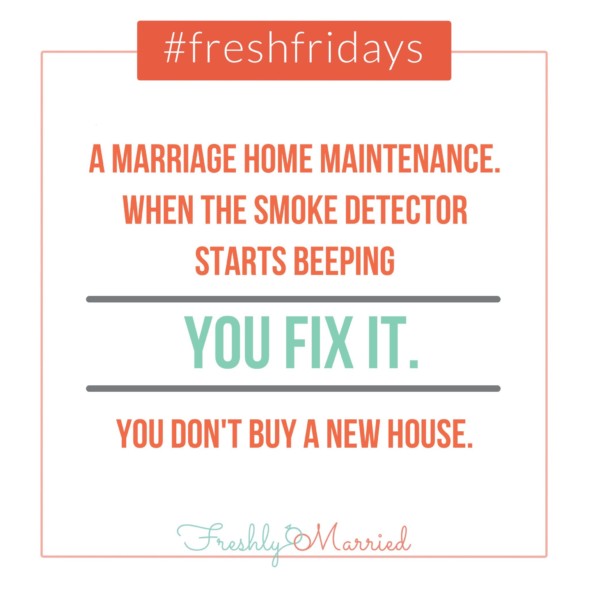 #freshfridays
A MARRIAGE HOME MAINTENANCE.
WHEN THE SMOKE DETECTOR
STARTS BEEPING
YOU FIX IT.
YOU DON'T BUY A NEW HOUSE.
Freshly Married